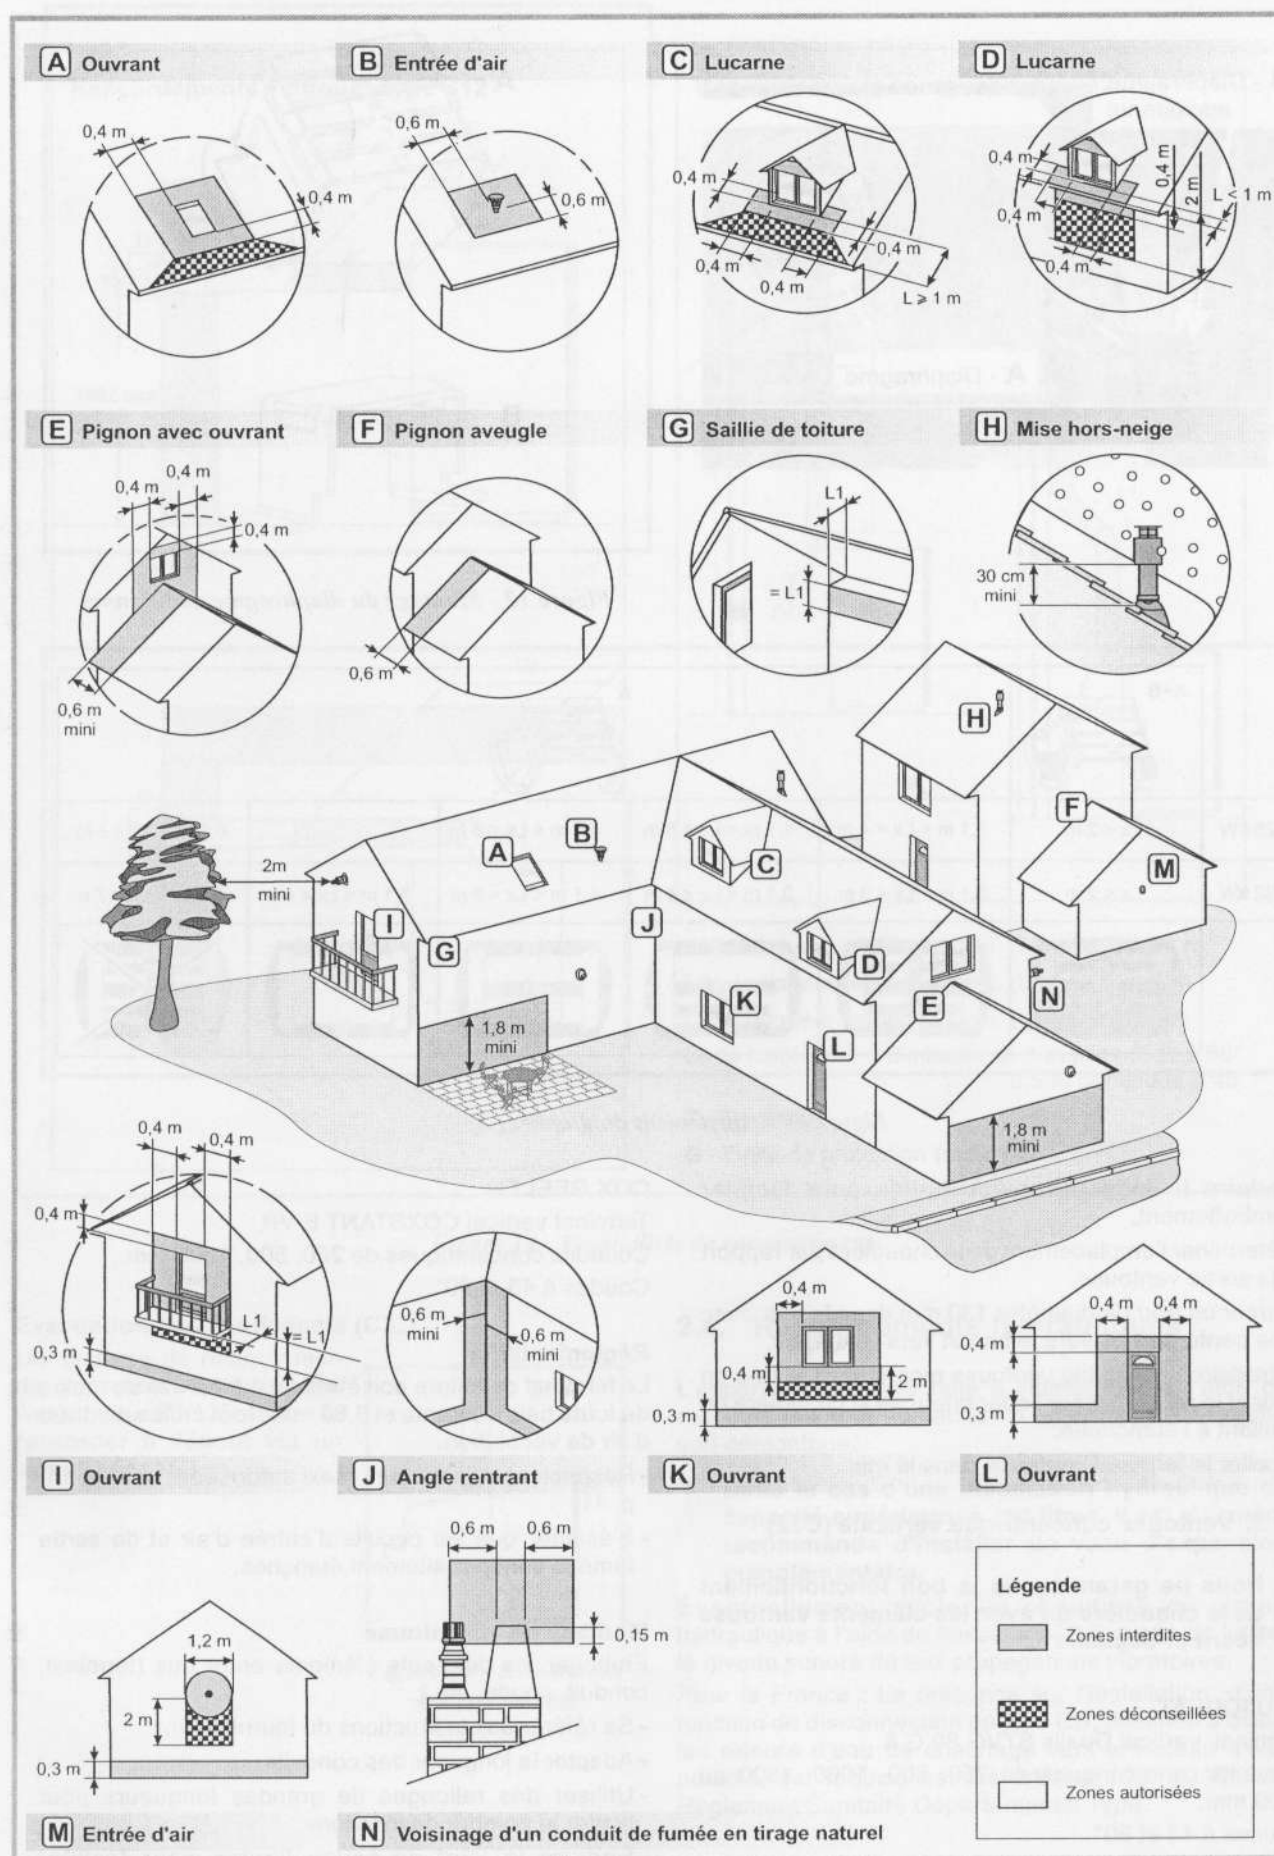 A Ouvrant
B Entrée d'air
C Lucarne
D Lucarne
0,4 m
0,4 m
0,6 m
0,6 m
0,4 m
0,4 m
0,4 m
0,4 m
L ⩾ 1 m
0,4 m
0,4 m
2 m
L < 1 m
0,4 m
0,4 m
E Pignon avec ouvrant
F Pignon aveugle
G Saillie de toiture
H Mise hors-neige
0,4 m
0,4 m
0,4 m
0,6 m
mini
0,6 m
L1
= L1
30 cm
mini
H
F
M
B
A
C
2m
mini
I
G
J
D
K
E
N
L
1,8 m
mini
1,8 m
mini
0,4 m
0,4 m
0,4 m
L1
= L1
0,3 m
0,6 m
mini
0,6 m
mini
0,4 m
0,4 m
2 m
0,3 m
0,4 m
0,4 m
0,4 m
0,3 m
I Ouvrant
J Angle rentrant
K Ouvrant
L Ouvrant
1,2 m
2 m
0,3 m
0,6 m
0,6 m
0,15 m
Légende
Zones interdites
Zones déconseillées
Zones autorisées
M Entrée d'air
N Voisinage d'un conduit de fumée en tirage naturel